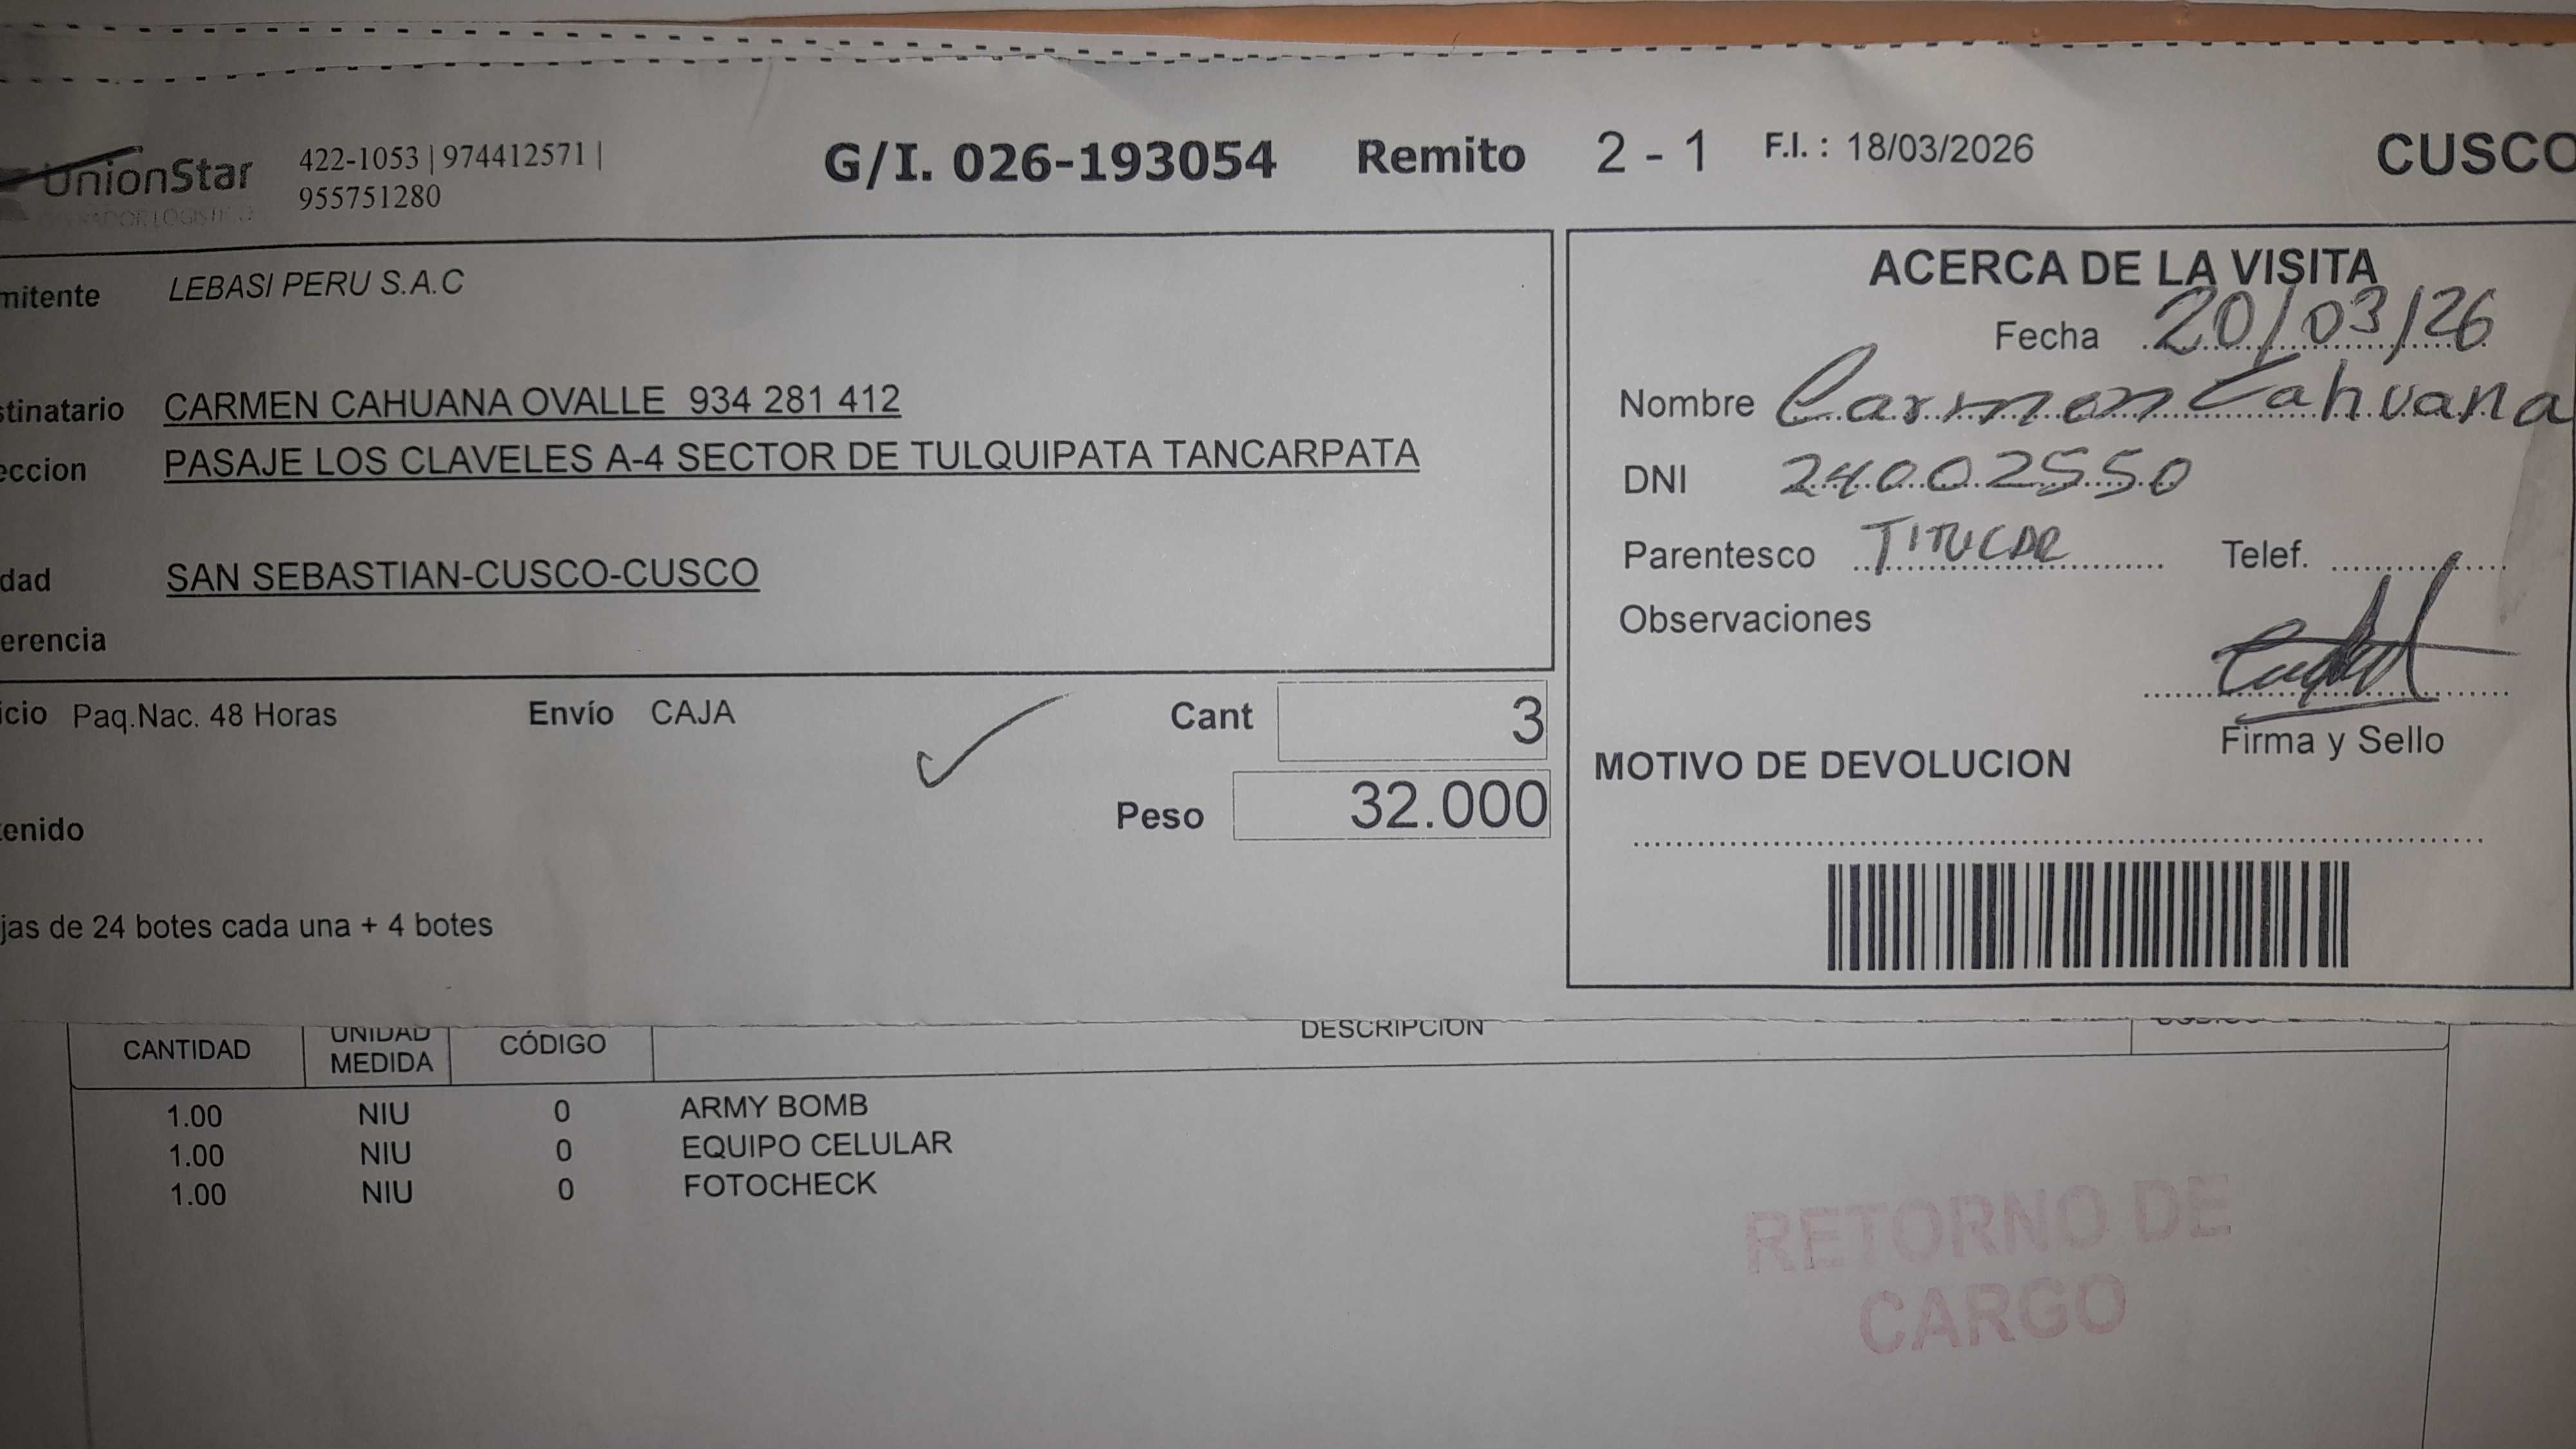 UnionStar
OPERADOR LOGISTICO
422-1053 | 974412571 |
955751280
G/I. 026-193054 Remito 2 - 1 F.I. : 18/03/2026 CUSCO
mitente LEBASI PERU S.A.C
stinatario CARMEN CAHUANA OVALLE 934 281 412
eccion PASAJE LOS CLAVELES A-4 SECTOR DE TULQUIPATA TANCARPATA
dad SAN SEBASTIAN-CUSCO-CUSCO
erencia
icio Paq.Nac. 48 Horas Envío CAJA Cant 3
Peso 32.000
enido
jas de 24 botes cada una + 4 botes
ACERCA DE LA VISITA
Fecha 20/03/26
Nombre Carmen Cahuana
DNI 24002550
Parentesco TITULAR Telef.
Observaciones
Firma y Sello
MOTIVO DE DEVOLUCION
CANTIDAD UNIDAD MEDIDA CÓDIGO DESCRIPCIÓN
1.00 NIU 0 ARMY BOMB
1.00 NIU 0 EQUIPO CELULAR
1.00 NIU 0 FOTOCHECK
RETORNO DE
CARGO